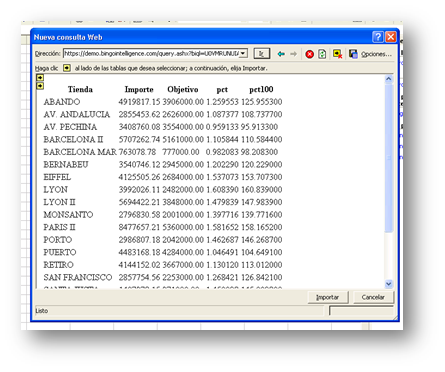 Nueva consulta Web
Dirección: https://demo.bingointelligence.com/query.ashx?biql=U0VMRUNUI Ir Opciones...
Haga clic al lado de las tablas que desea seleccionar; a continuación, elija Importar.
Tienda Importe Objetivo pct pct100
ABANDO 4919817.15 3906000.00 1.259553 125.955300
AV. ANDALUCIA 2855453.62 2626000.00 1.087377 108.737700
AV. PECHINA 3408760.08 3554000.00 0.959133 95.913300
BARCELONA II 5707262.74 5161000.00 1.105844 110.584400
BARCELONA MAR 763078.78 777000.00 0.982083 98.208300
BERNABEU 3540746.12 2945000.00 1.202290 120.229000
EIFFEL 4125505.26 2684000.00 1.537073 153.707300
LYON 3992026.11 2482000.00 1.608390 160.839000
LYON II 5694422.21 3848000.00 1.479839 147.983900
MONSANTO 2796830.58 2001000.00 1.397716 139.771600
PARIS II 8477657.21 5360000.00 1.581652 158.165200
PORTO 2986807.18 2042000.00 1.462687 146.268700
PUERTO 4483168.18 4284000.00 1.046491 104.649100
RETIRO 4144152.02 3667000.00 1.130120 113.012000
SAN FRANCISCO 2857754.56 2253000.00 1.268421 126.842100
Importar Cancelar
Listo